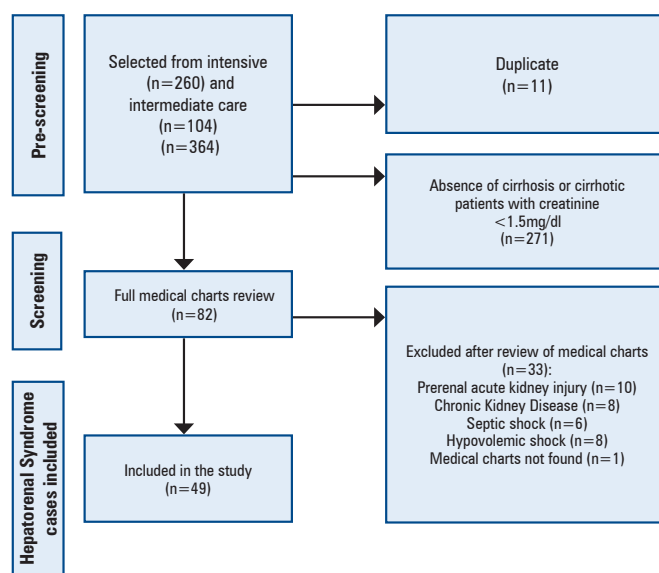 Pre-screening
Selected from intensive
(n=260) and
intermediate care
(n=104)
(n=364)
Duplicate
(n=11)
Absence of cirrhosis or cirrhotic
patients with creatinine
<1.5mg/dl
(n=271)
Screening
Full medical charts review
(n=82)
Excluded after review of medical charts
(n=33):
Prerenal acute kidney injury (n=10)
Chronic Kidney Disease (n=8)
Septic shock (n=6)
Hypovolemic shock (n=8)
Medical charts not found (n=1)
Hepatorenal Syndrome
cases included
Included in the study
(n=49)